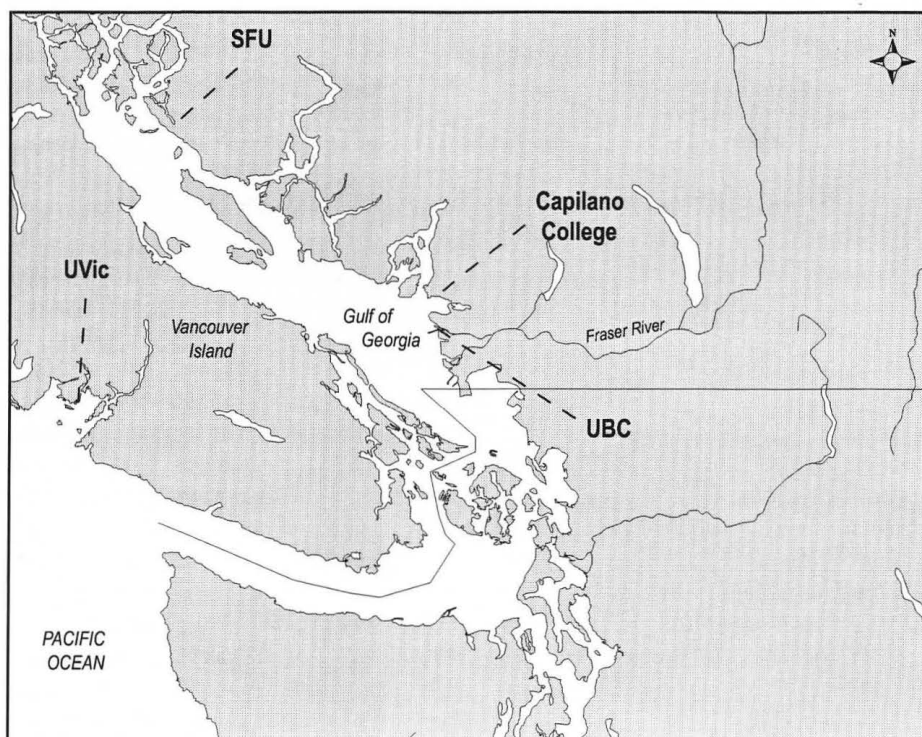 SFU
N
Capilano
College
UVic
Vancouver
Island
Gulf of
Georgia
Fraser River
UBC
PACIFIC
OCEAN